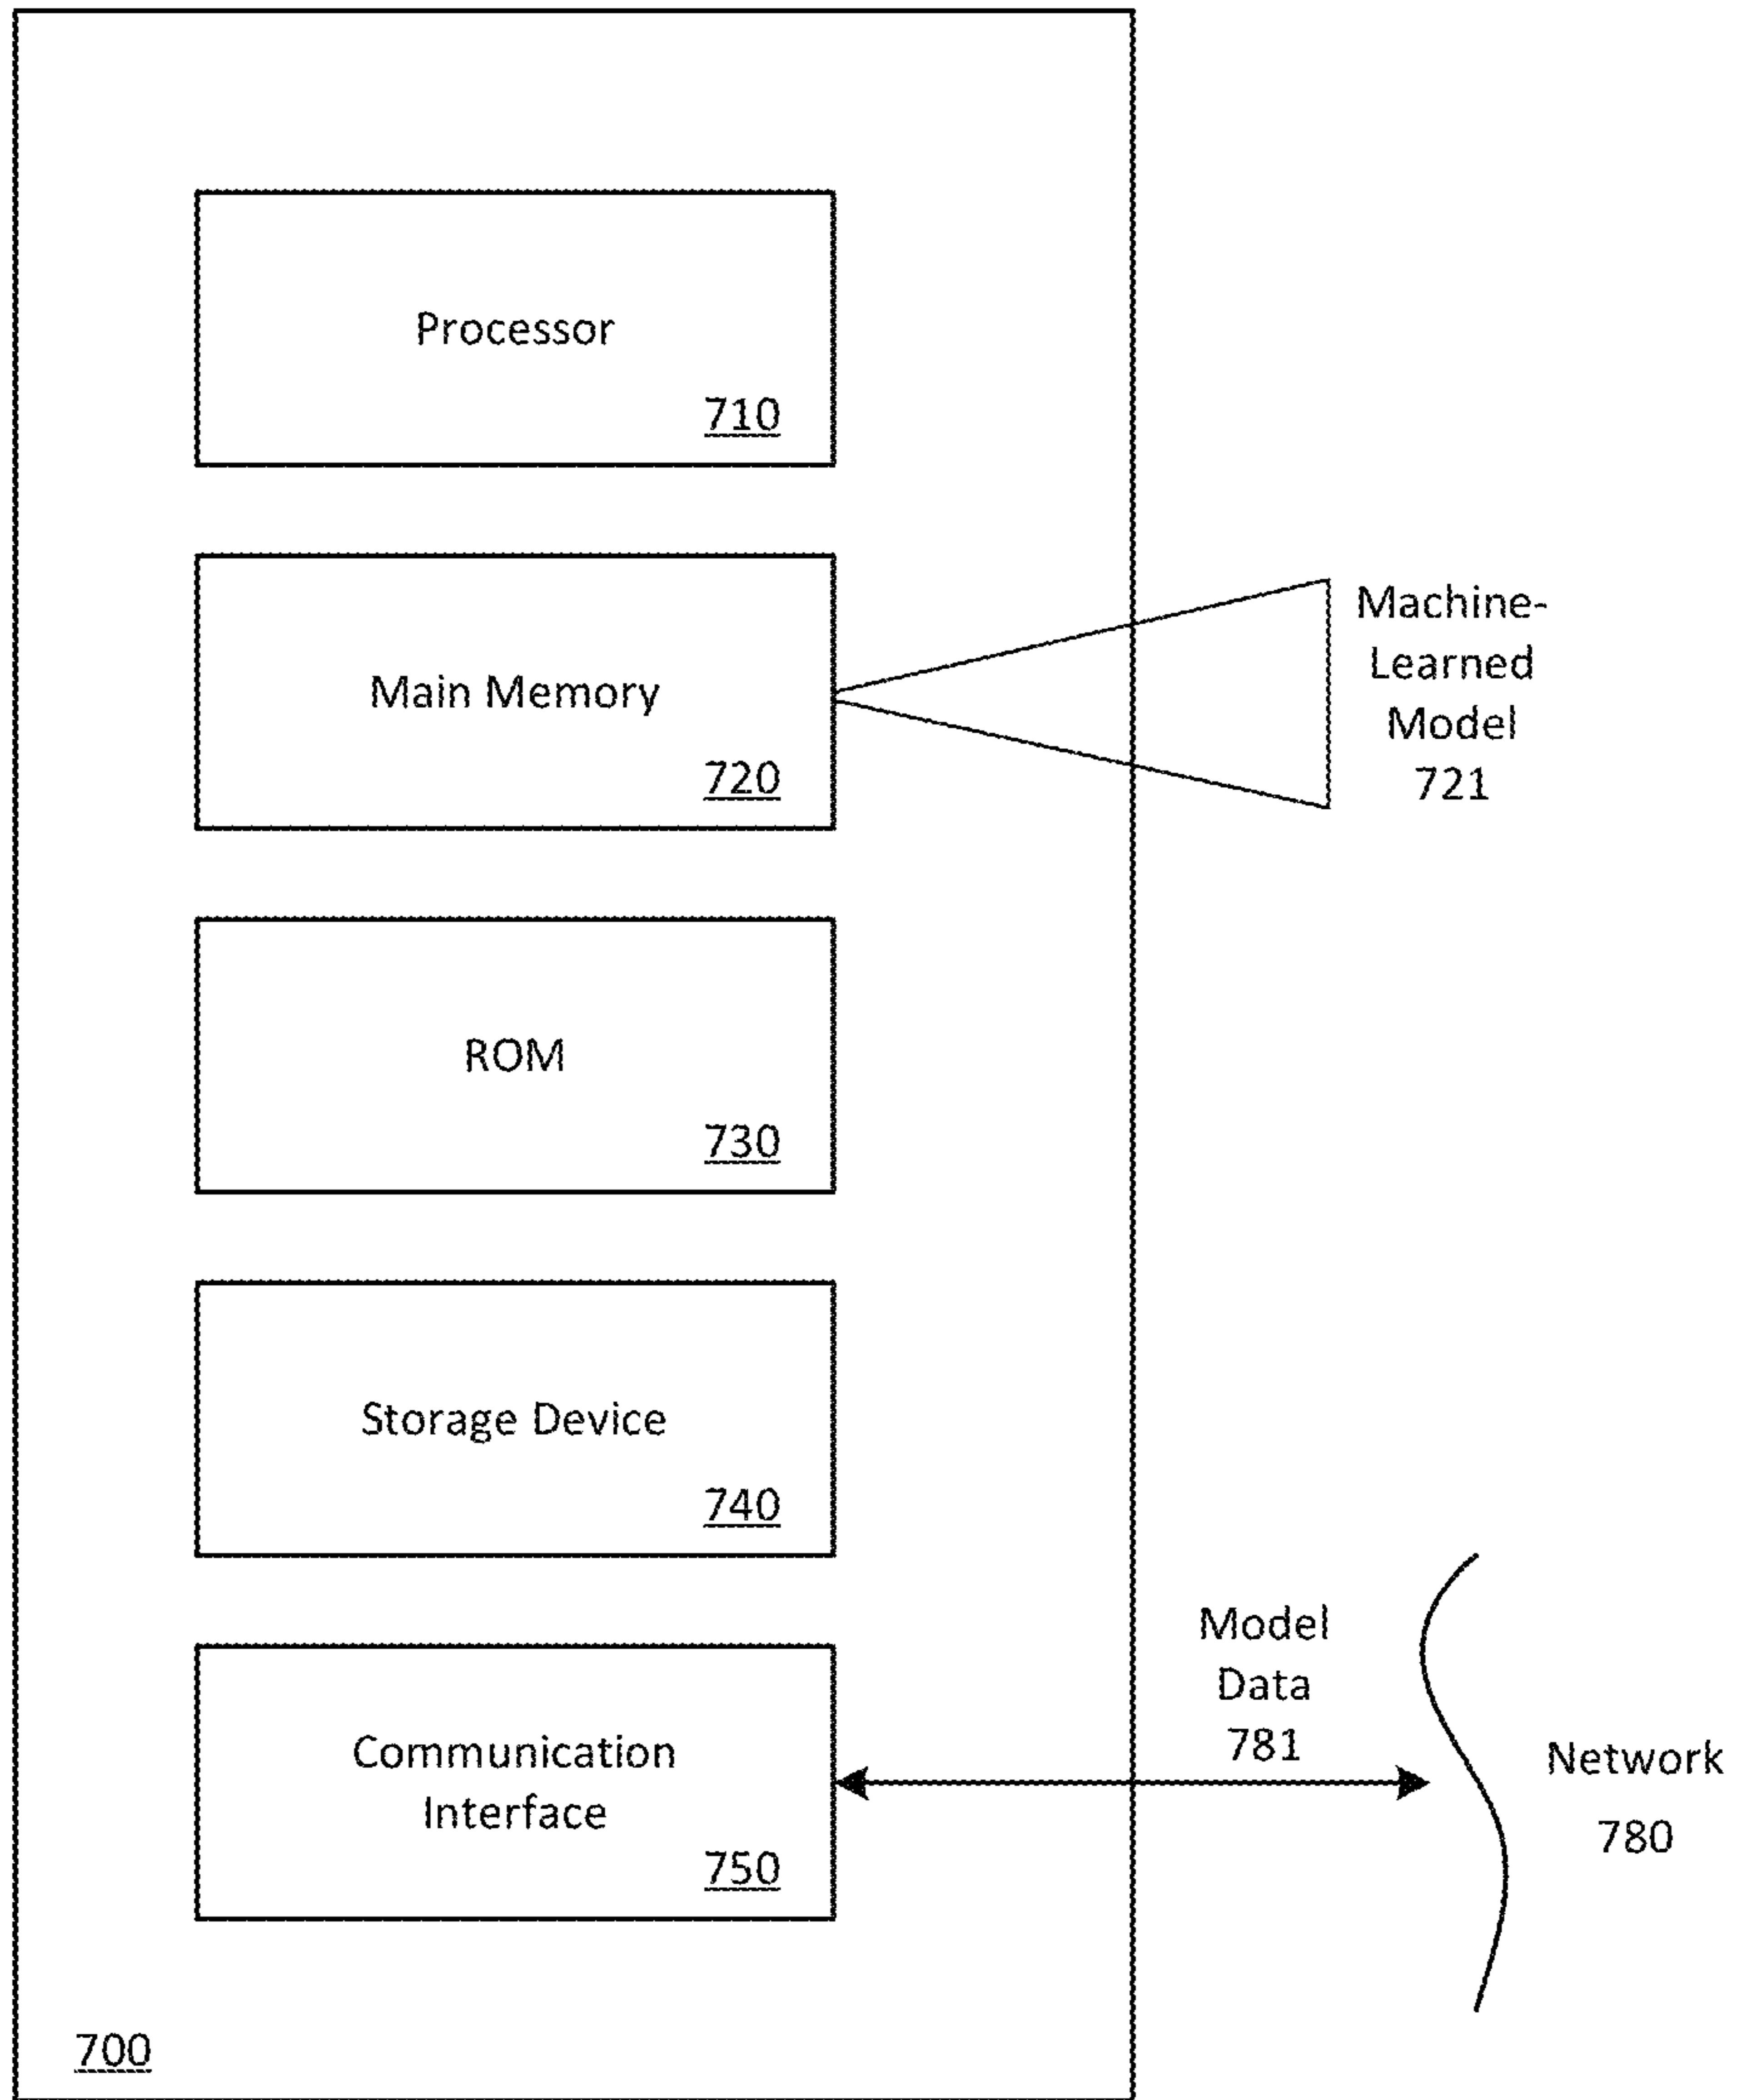 Processor
710
Main Memory
720
Machine-
Learned
Model
721
ROM
730
Storage Device
740
Communication
Interface
750
Model
Data
781
Network
780
700